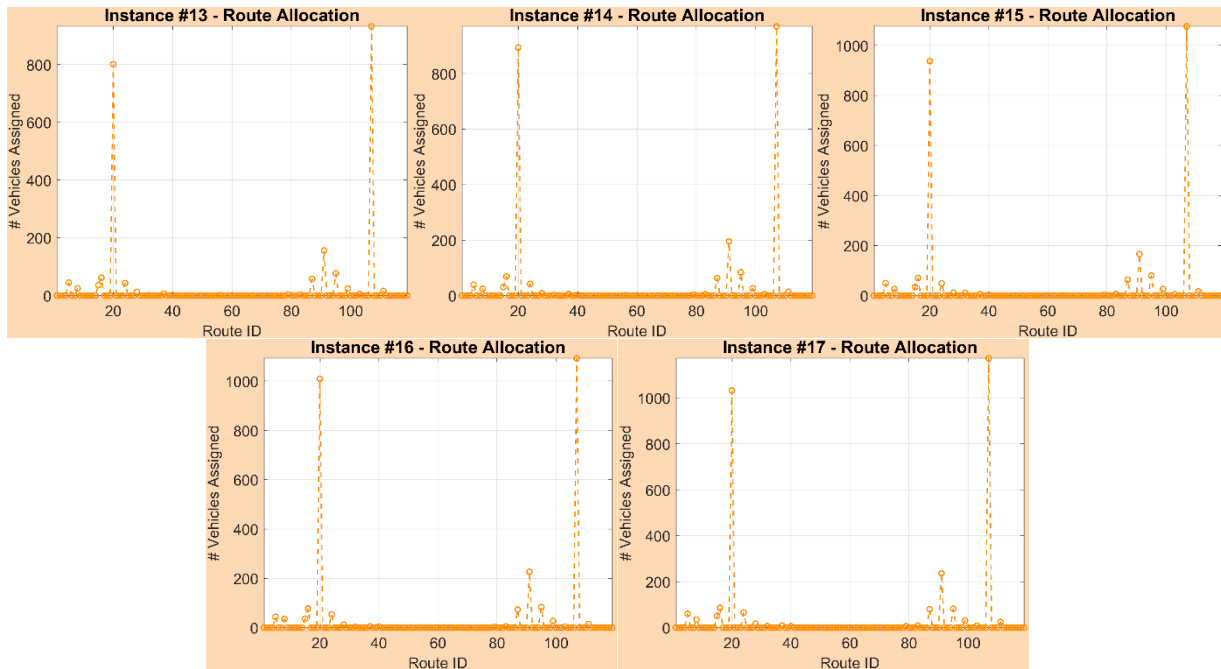 Instance #13 - Route Allocation
# Vehicles Assigned
800
600
400
200
0
20 40 60 80 100
Route ID
Instance #14 - Route Allocation
# Vehicles Assigned
800
600
400
200
0
20 40 60 80 100
Route ID
Instance #15 - Route Allocation
# Vehicles Assigned
1000
800
600
400
200
0
20 40 60 80 100
Route ID
Instance #16 - Route Allocation
# Vehicles Assigned
1000
800
600
400
200
0
20 40 60 80 100
Route ID
Instance #17 - Route Allocation
# Vehicles Assigned
1000
800
600
400
200
0
20 40 60 80 100
Route ID